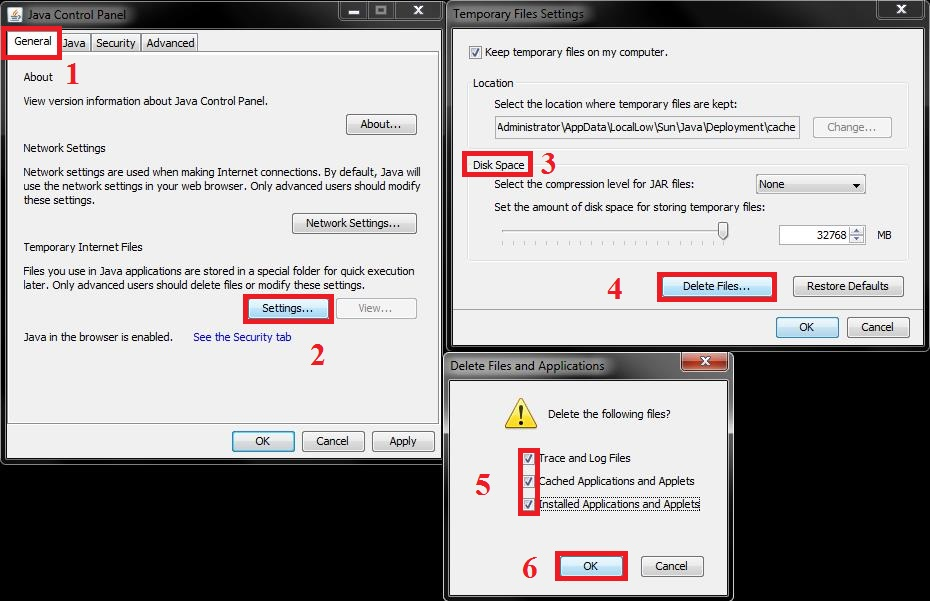 Java Control Panel
General Java Security Advanced
1
About
View version information about Java Control Panel.
About...
Network Settings
Network settings are used when making Internet connections. By default, Java will
use the network settings in your web browser. Only advanced users should modify
these settings.
Network Settings...
Temporary Internet Files
Files you use in Java applications are stored in a special folder for quick execution
later. Only advanced users should delete files or modify these settings.
Settings... View...
2
Java in the browser is enabled. See the Security tab
OK Cancel Apply
Temporary Files Settings
Keep temporary files on my computer.
Location
Select the location where temporary files are kept:
Administrator\AppData\LocalLow\Sun\Java\Deployment\cache Change...
Disk Space 3
Select the compression level for JAR files: None
Set the amount of disk space for storing temporary files:
32768 MB
4 Delete Files... Restore Defaults
OK Cancel
Delete Files and Applications
Delete the following files?
Trace and Log Files
5 Cached Applications and Applets
Installed Applications and Applets
6 OK Cancel